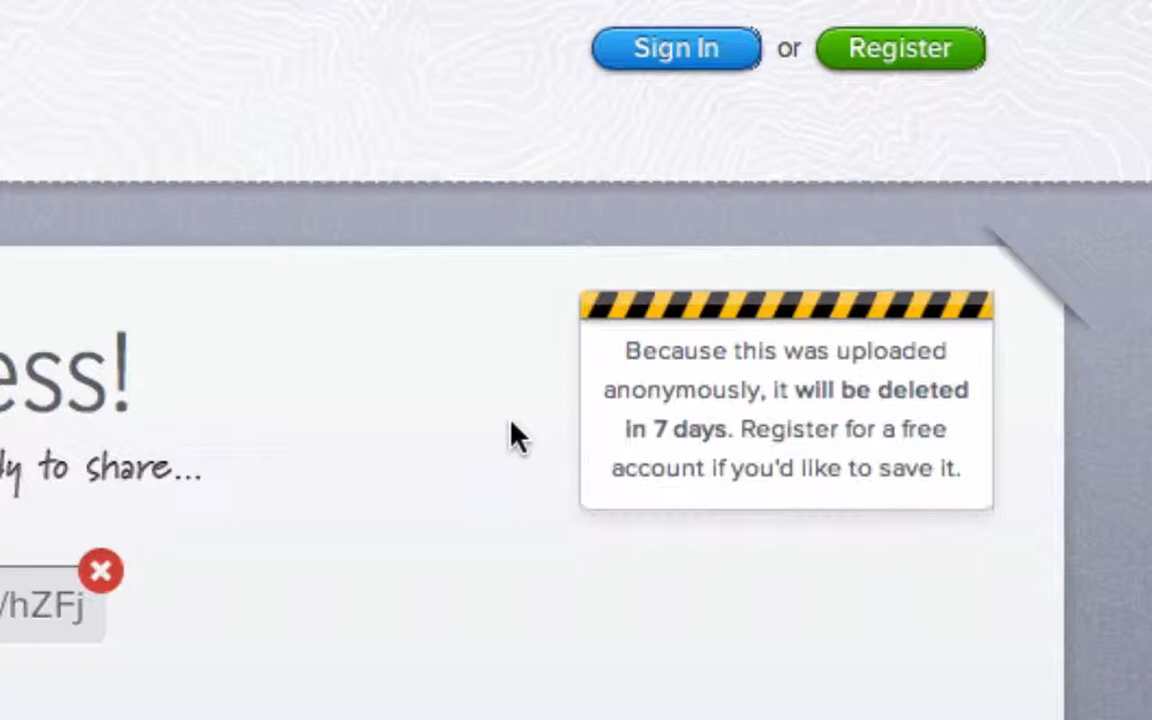 Sign In or Register
ess!
Because this was uploaded
anonymously, it will be deleted
in 7 days. Register for a free
account if you'd like to save it.
to share...
/hZFj